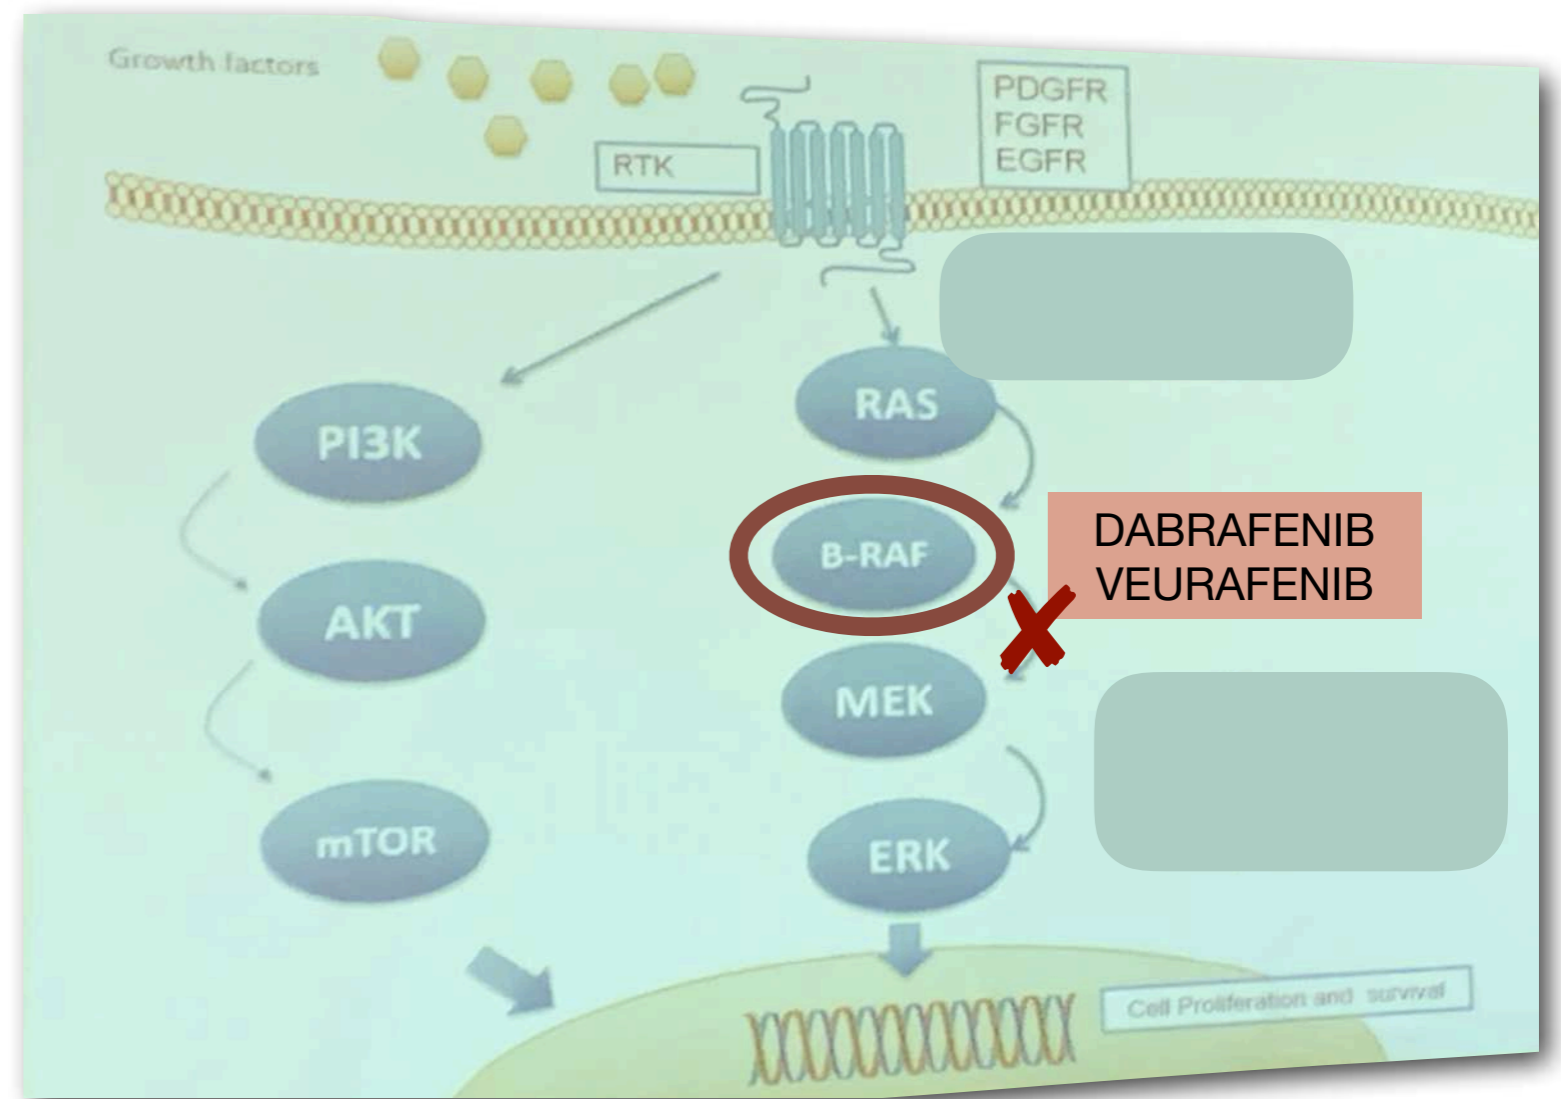 Growth factors
RTK
PDGFR
FGFR
EGFR
RAS
PI3K
B-RAF
DABRAFENIB
VEURAFENIB
AKT
MEK
mTOR
ERK
Cell Proliferation and survival